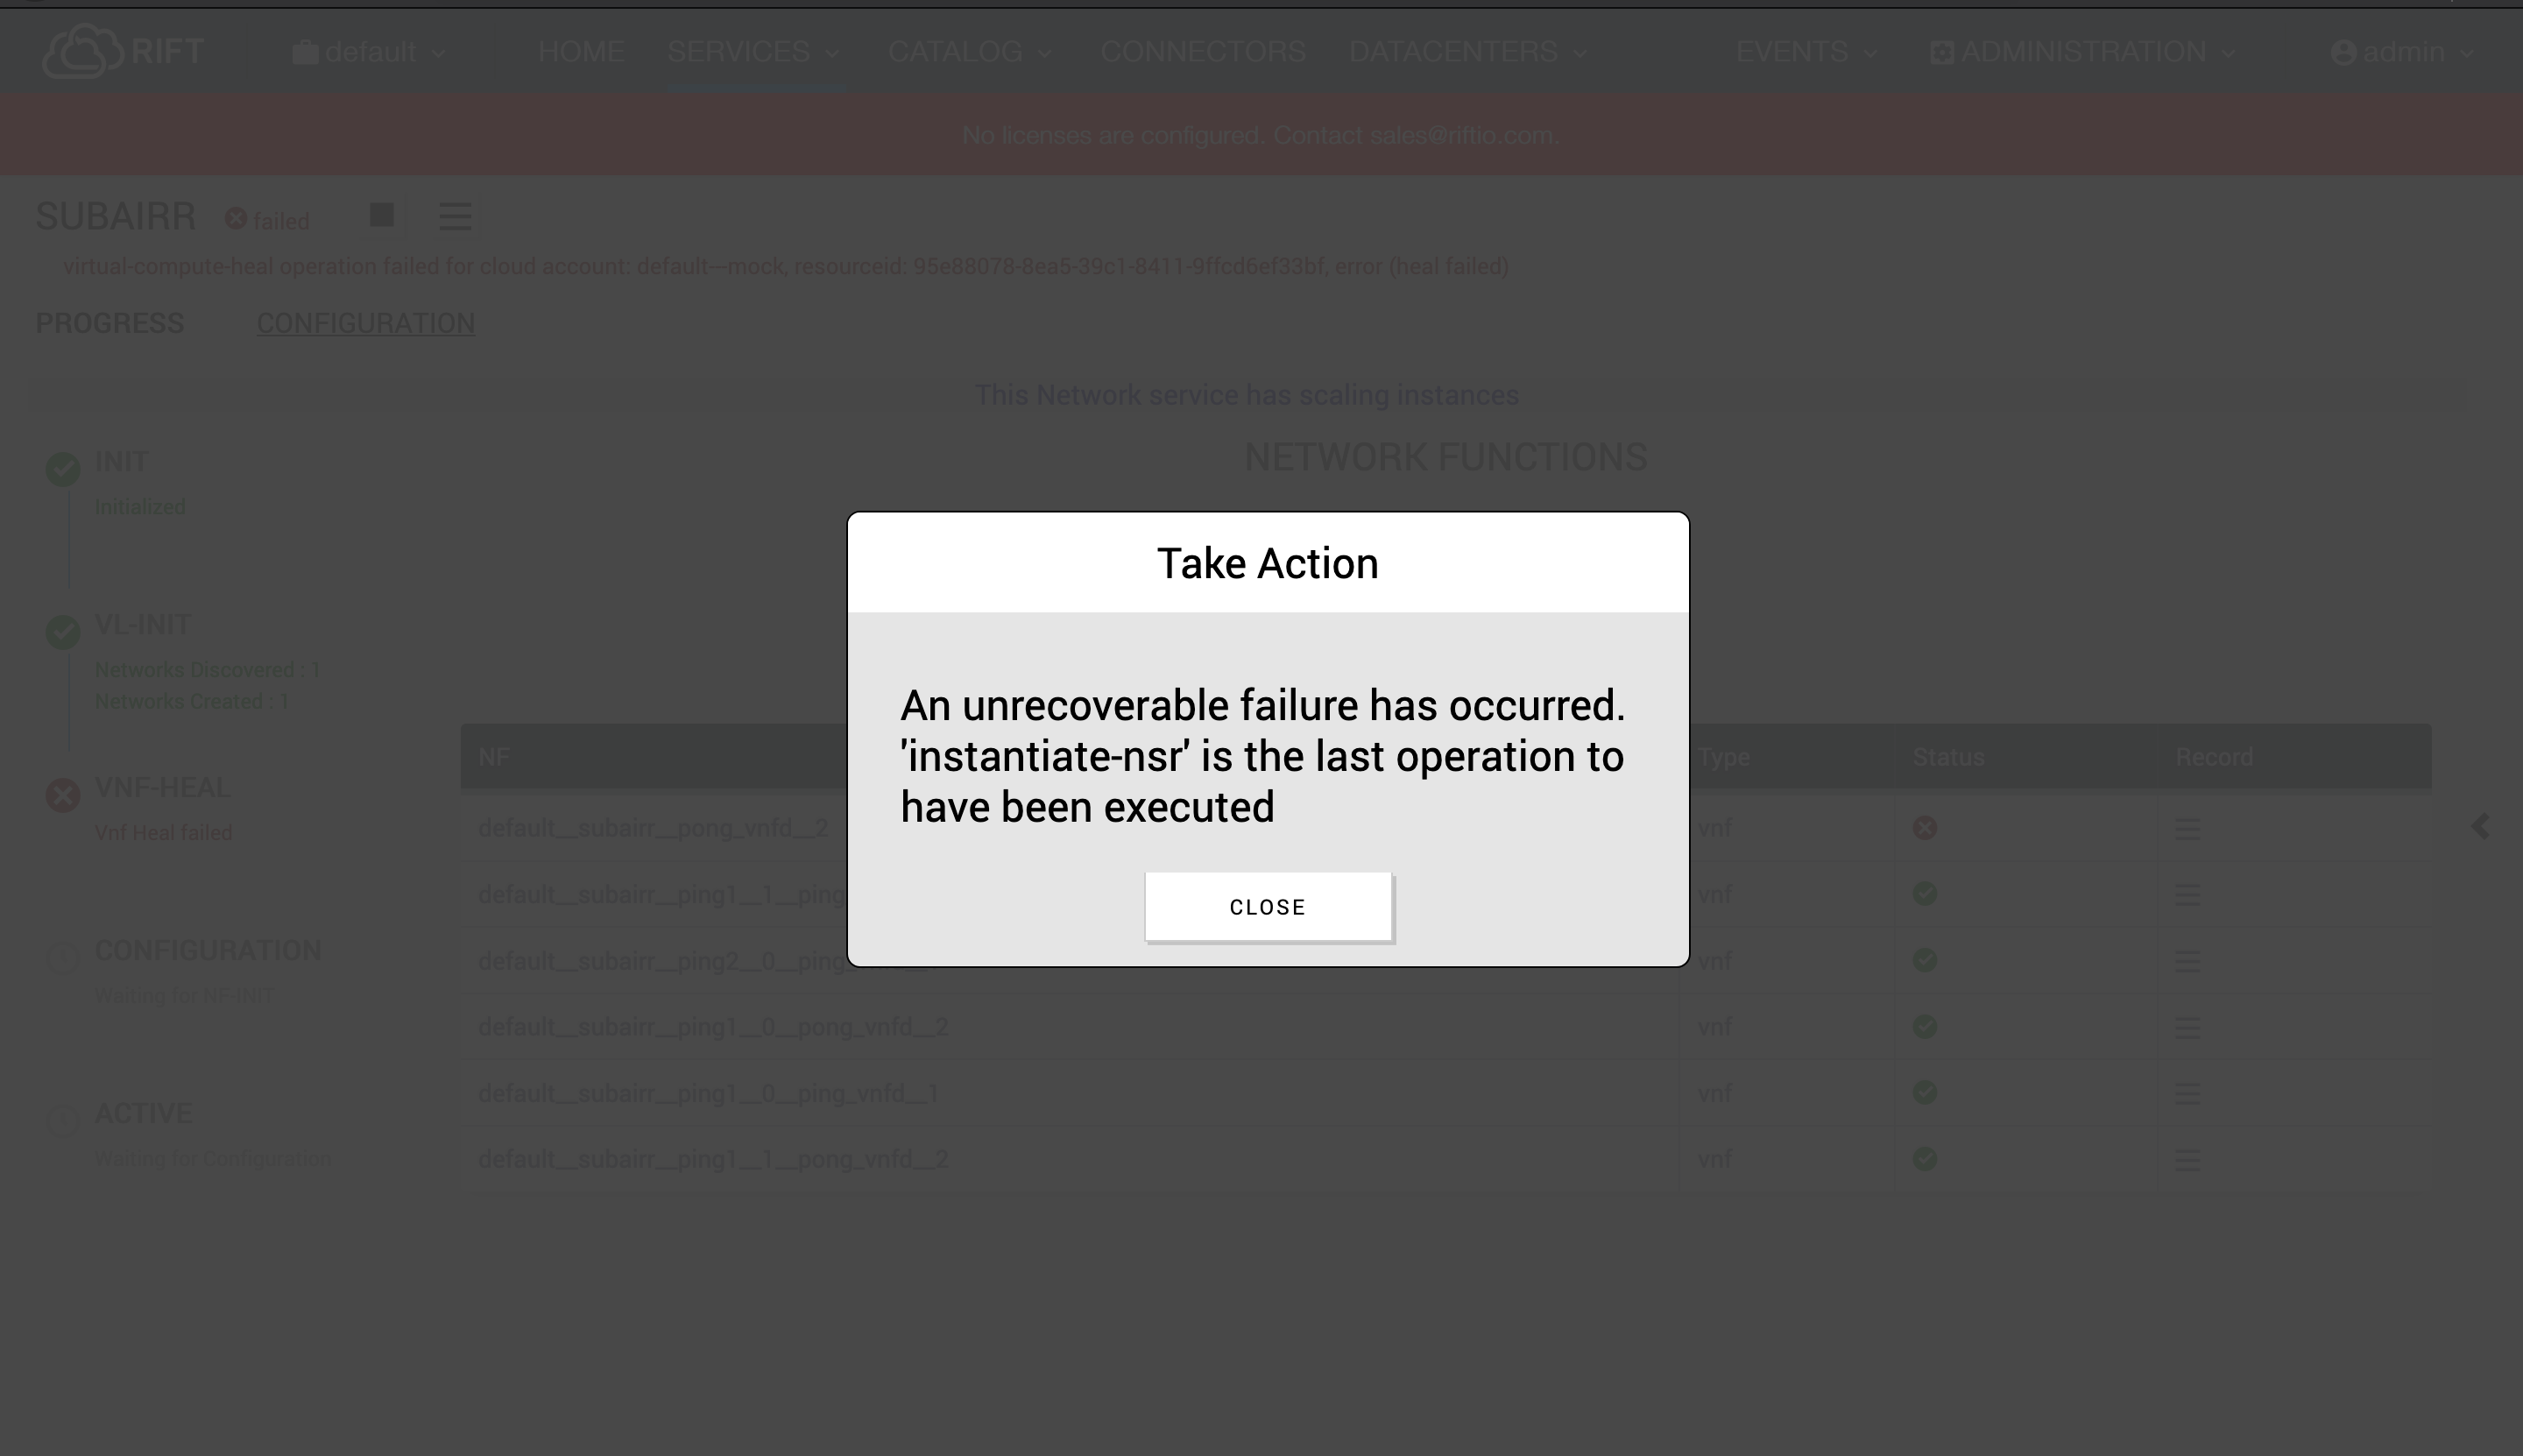 RIFT default HOME SERVICES CATALOG CONNECTORS DATACENTERS EVENTS ADMINISTRATION admin
No licenses are configured. Contact sales@riftio.com.
SUBAIRR failed
virtual-compute-heal operation failed for cloud account: default---mock, resourceid: 95e88078-8ea5-39c1-8411-9ffcd6ef33bf, error (heal failed)
PROGRESS CONFIGURATION
This Network service has scaling instances
INIT
Initialized
VL-INIT
Networks Discovered : 1
Networks Created : 1
VNF-HEAL
Vnf Heal failed
CONFIGURATION
Waiting for NF-INIT
ACTIVE
Waiting for Configuration
NETWORK FUNCTIONS
NF Type Status Record
default__subairr__pong_vnfd__2 vnf
default__subairr__ping1__1__ping vnf
default__subairr__ping2__0__ping vnf
default__subairr__ping1__0__pong_vnfd__2 vnf
default__subairr__ping1__0__ping_vnfd__1 vnf
default__subairr__ping1__1__pong_vnfd__2 vnf
Take Action
An unrecoverable failure has occurred.
'instantiate-nsr' is the last operation to
have been executed
CLOSE